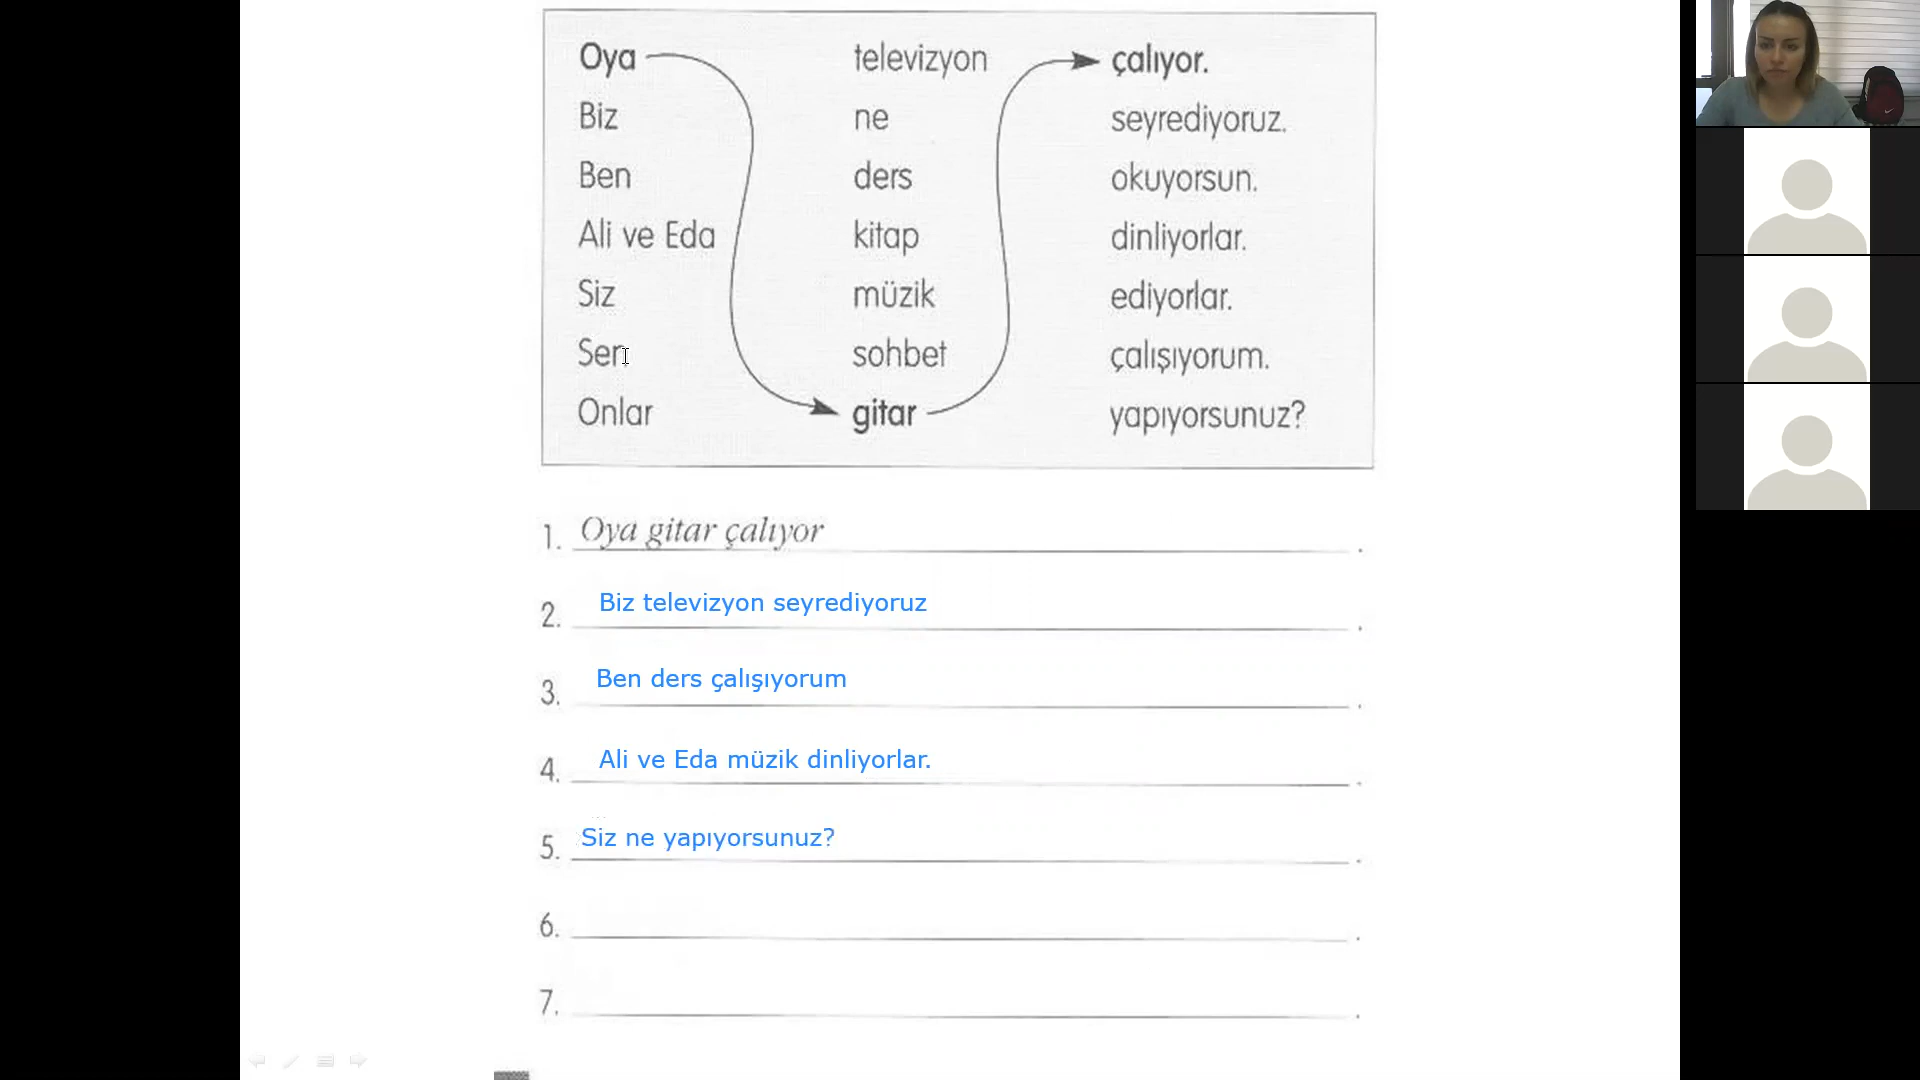 Oya televizyon çalıyor.
Biz ne seyrediyoruz.
Ben ders okuyorsun.
Ali ve Eda kitap dinliyorlar.
Siz müzik ediyorlar.
Sen sohbet çalışıyorum.
Onlar gitar yapıyorsunuz?
1. Oya gitar çalıyor .
2. Biz televizyon seyrediyoruz .
3. Ben ders çalışıyorum .
4. Ali ve Eda müzik dinliyorlar. .
5. Siz ne yapıyorsunuz? .
6. .
7. .